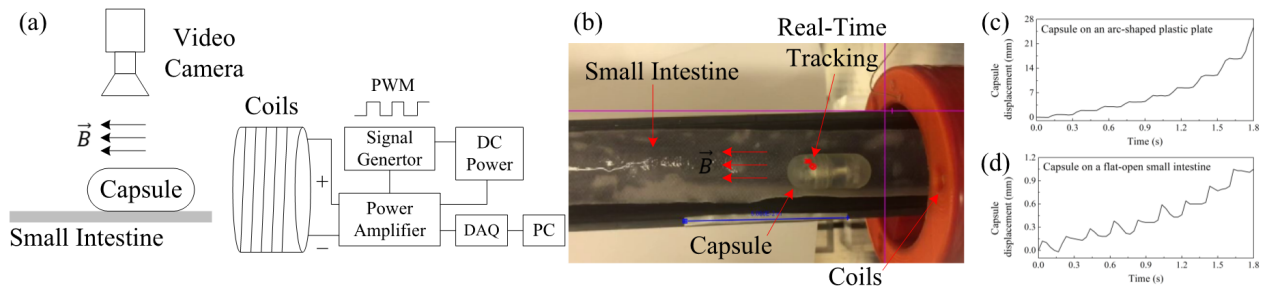 (a)
Video
Camera
Coils
PWM
B
Signal
Genertor
DC
Power
+
Capsule
Power
Amplifier
DAQ
PC
Small Intestine
−
(b)
Real-Time
Tracking
Small Intestine
B
Capsule
Coils
(c)
Capsule on an arc-shaped plastic plate
Capsule
displacement (mm)
28
21
14
7
0
0.0 0.3 0.6 0.9 1.2 1.5 1.8
Time (s)
(d)
Capsule on a flat-open small intestine
Capsule
displacement (mm)
1.2
0.9
0.6
0.3
0.0
0.0 0.3 0.6 0.9 1.2 1.5 1.8
Time (s)